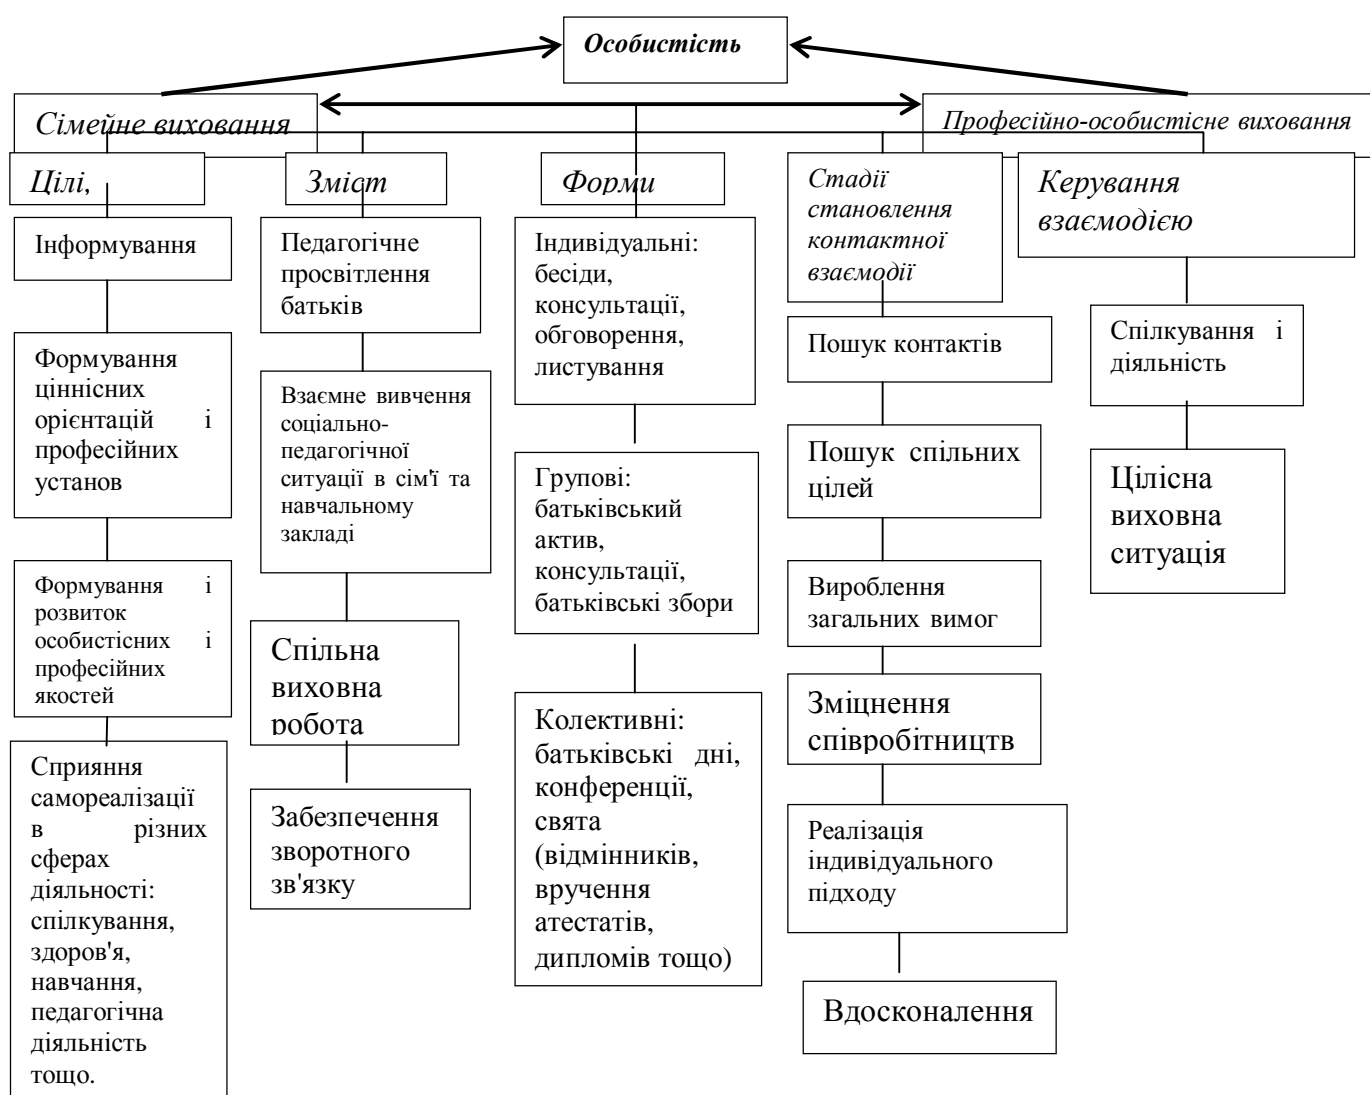 Особистість
Сімейне виховання
Професійно-особистісне виховання
Цілі,
Інформування
Формування
ціннісних
орієнтацій і
професійних
установ
Формування і
розвиток
особистісних і
професійних
якостей
Сприяння
самореалізації
в різних
сферах
діяльності:
спілкування,
здоров'я,
навчання,
педагогічна
діяльність
тощо.
Зміст
Педагогічне
просвітлення
батьків
Взаємне вивчення
соціально-
педагогічної
ситуації в сім'ї та
навчальному
закладі
Спільна
виховна
робота
Забезпечення
зворотного
зв'язку
Форми
Індивідуальні:
бесіди,
консультації,
обговорення,
листування
Групові:
батьківський
актив,
консультації,
батьківські збори
Колективні:
батьківські дні,
конференції,
свята
(відмінників,
вручення
атестатів,
дипломів тощо)
Стадії
становлення
контактної
взаємодії
Пошук контактів
Пошук спільних
цілей
Вироблення
загальних вимог
Зміцнення
співробітництв
Реалізація
індивідуального
підходу
Вдосконалення
Керування
взаємодією
Спілкування і
діяльність
Цілісна
виховна
ситуація